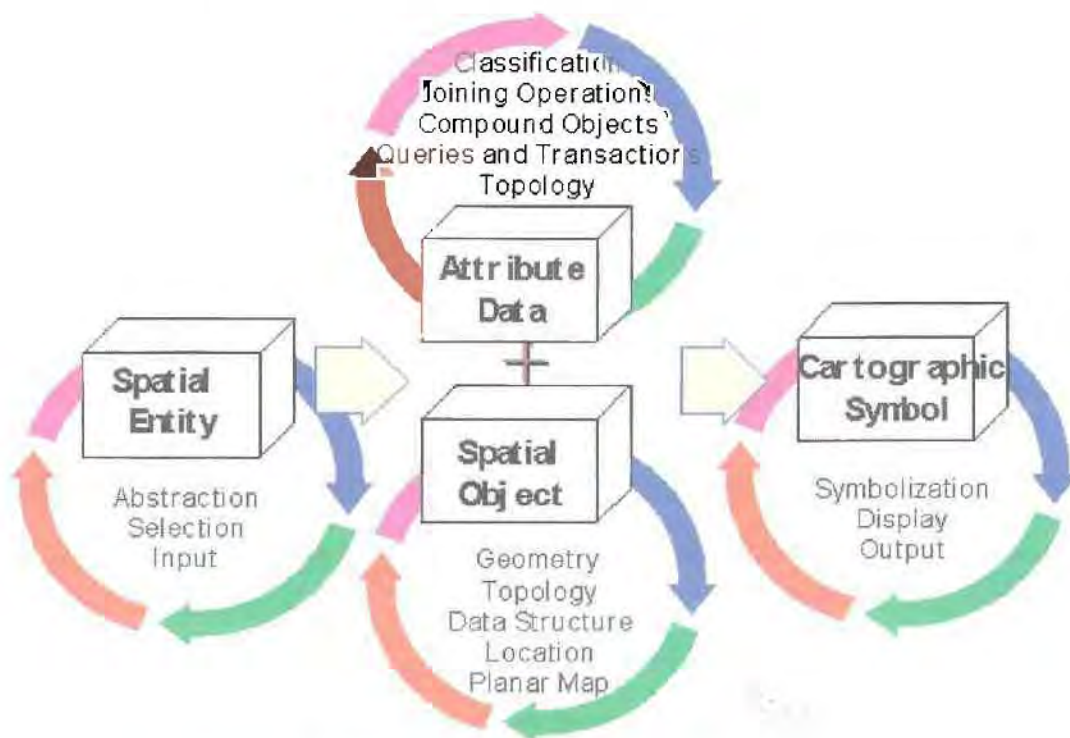 Classification
Joining Operations
Compound Objects
Queries and Transactions
Topology
Attribute
Data
+
Spatial
Entity
Abstraction
Selection
Input
Spatial
Object
Geometry
Topology
Data Structure
Location
Planar Map
Cartographic
Symbol
Symbolization
Display
Output